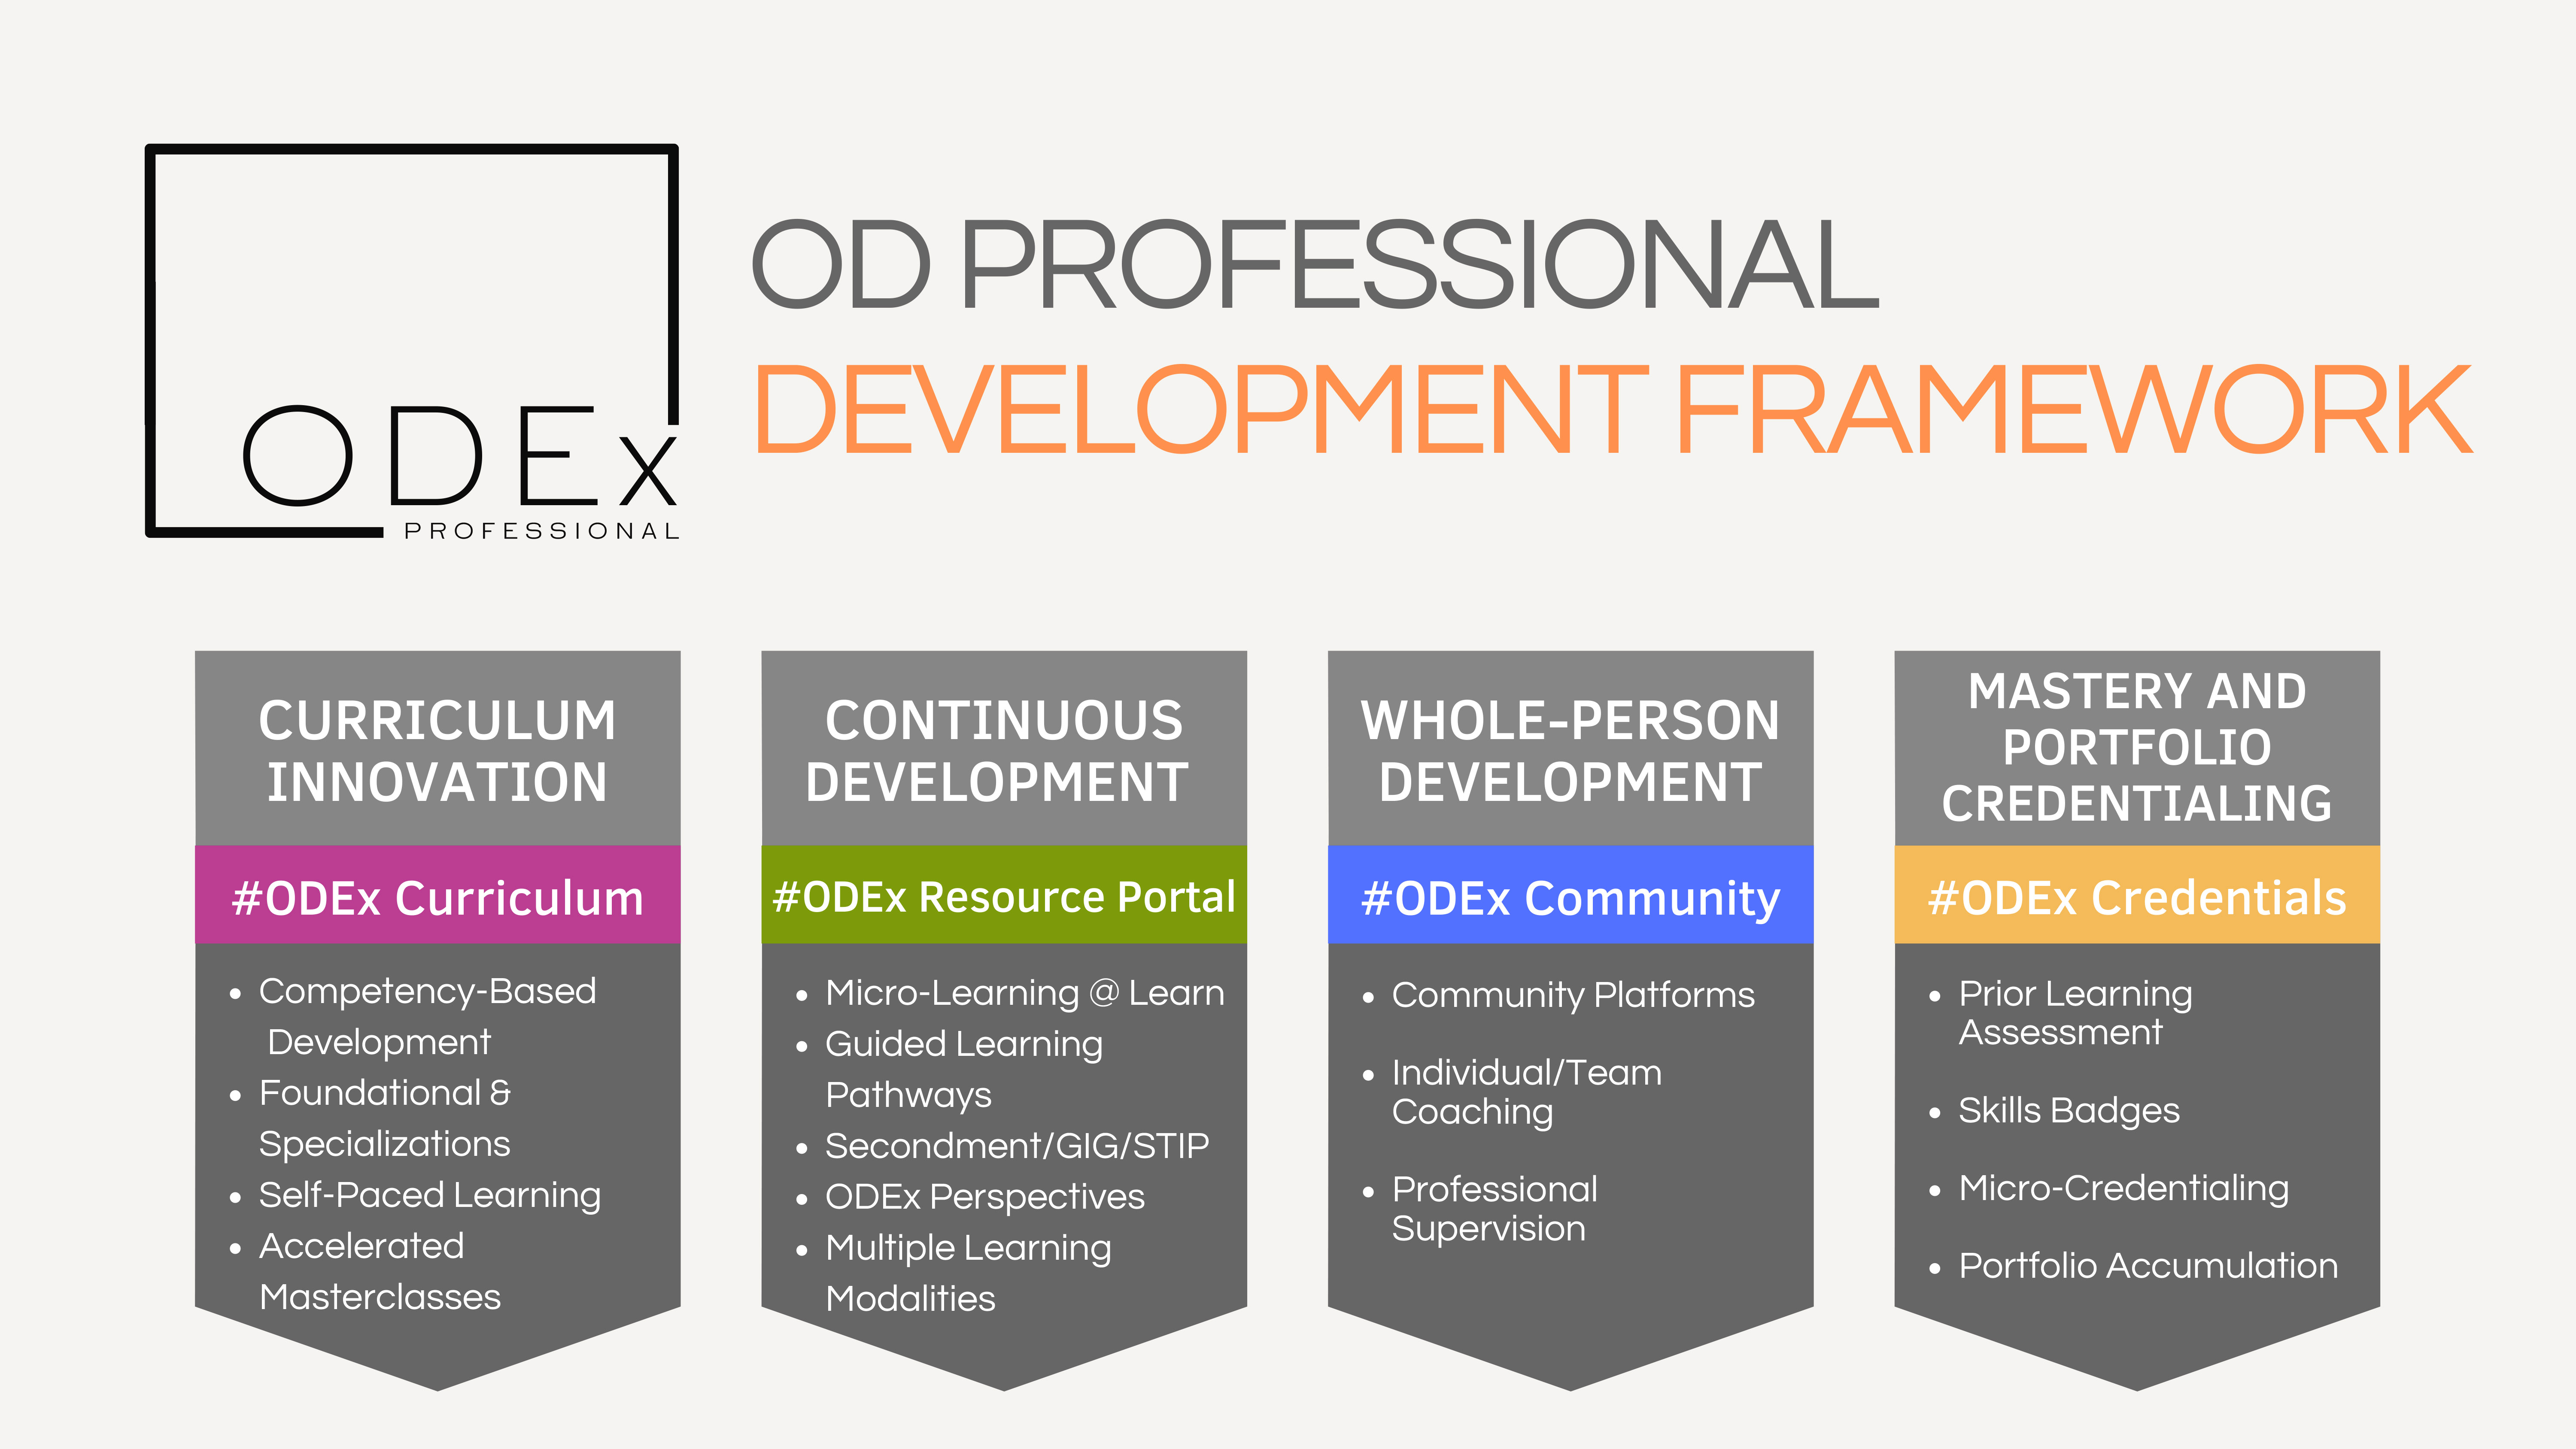 ODEx
PROFESSIONAL
OD PROFESSIONAL
DEVELOPMENT FRAMEWORK
CURRICULUM
INNOVATION
#ODEx Curriculum
• Competency-Based
Development
• Foundational &
Specializations
• Self-Paced Learning
• Accelerated
Masterclasses
CONTINUOUS
DEVELOPMENT
#ODEx Resource Portal
• Micro-Learning @ Learn
• Guided Learning
Pathways
• Secondment/GIG/STIP
• ODEx Perspectives
• Multiple Learning
Modalities
WHOLE-PERSON
DEVELOPMENT
#ODEx Community
• Community Platforms
• Individual/Team
Coaching
• Professional
Supervision
MASTERY AND
PORTFOLIO
CREDENTIALING
#ODEx Credentials
• Prior Learning
Assessment
• Skills Badges
• Micro-Credentialing
• Portfolio Accumulation